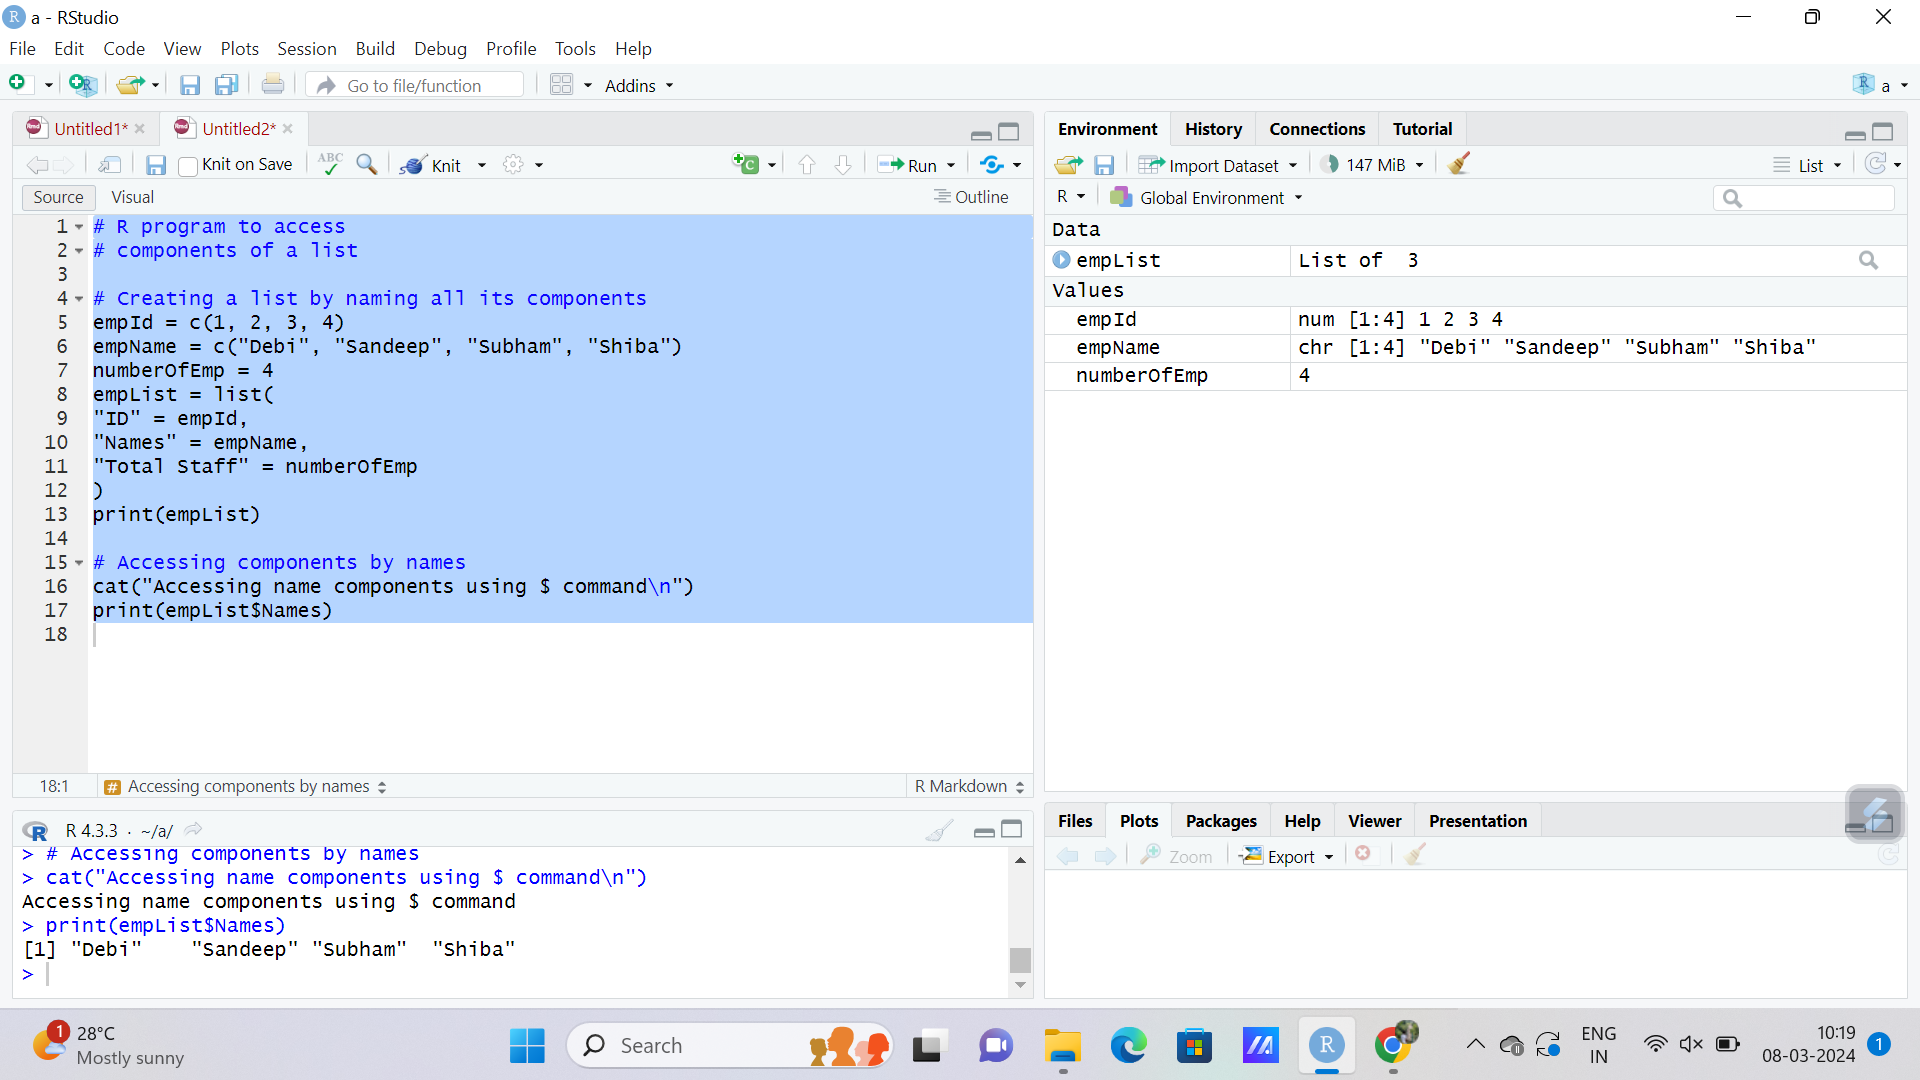 a - RStudio
File Edit Code View Plots Session Build Debug Profile Tools Help
Go to file/function Addins a
Untitled1* Untitled2*
Knit on Save ABC Knit Run
Source Visual Outline
1 # R program to access
2 # components of a list
3
4 # Creating a list by naming all its components
5 empId = c(1, 2, 3, 4)
6 empName = c("Debi", "Sandeep", "Subham", "Shiba")
7 numberOfEmp = 4
8 empList = list(
9 "ID" = empId,
10 "Names" = empName,
11 "Total Staff" = numberOfEmp
12 )
13 print(empList)
14
15 # Accessing components by names
16 cat("Accessing name components using $ command\n")
17 print(empList$Names)
18
18:1 # Accessing components by names R Markdown
R R 4.3.3 · ~/a/
> # Accessing components by names
> cat("Accessing name components using $ command\n")
Accessing name components using $ command
> print(empList$Names)
[1] "Debi"    "Sandeep" "Subham"  "Shiba"
>
Environment History Connections Tutorial
Import Dataset 147 MiB List
R Global Environment
Data
empList List of  3
Values
empId num [1:4] 1 2 3 4
empName chr [1:4] "Debi" "Sandeep" "Subham" "Shiba"
numberOfEmp 4
Files Plots Packages Help Viewer Presentation
Zoom Export
1 28°C
Mostly sunny
Search
R
ENG
IN
10:19
08-03-2024
1